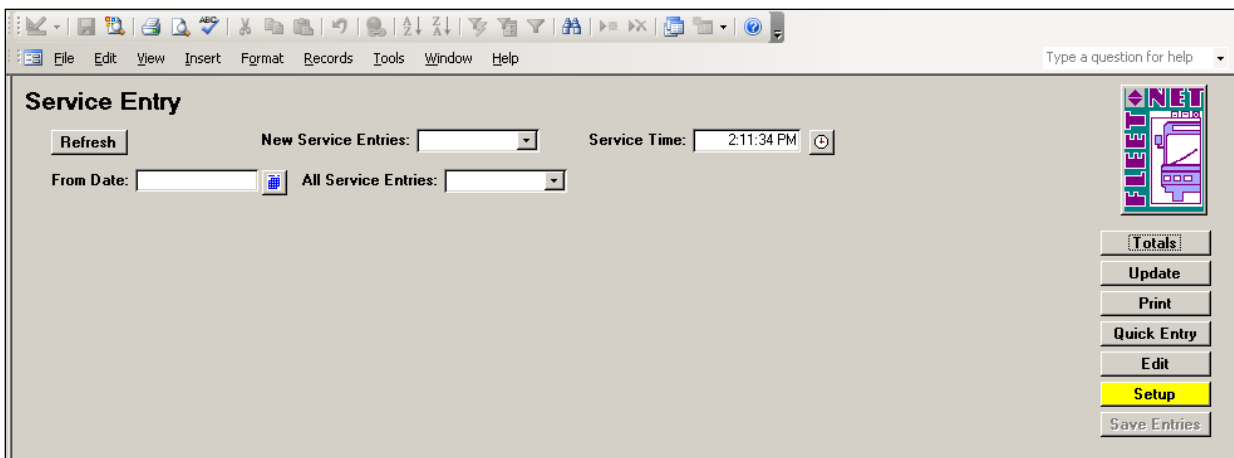 ABC
File Edit View Insert Format Records Tools Window Help
Type a question for help
Service Entry
Refresh
New Service Entries:
Service Time: 2:11:34 PM
From Date:
All Service Entries:
FLEET NET
Totals
Update
Print
Quick Entry
Edit
Setup
Save Entries